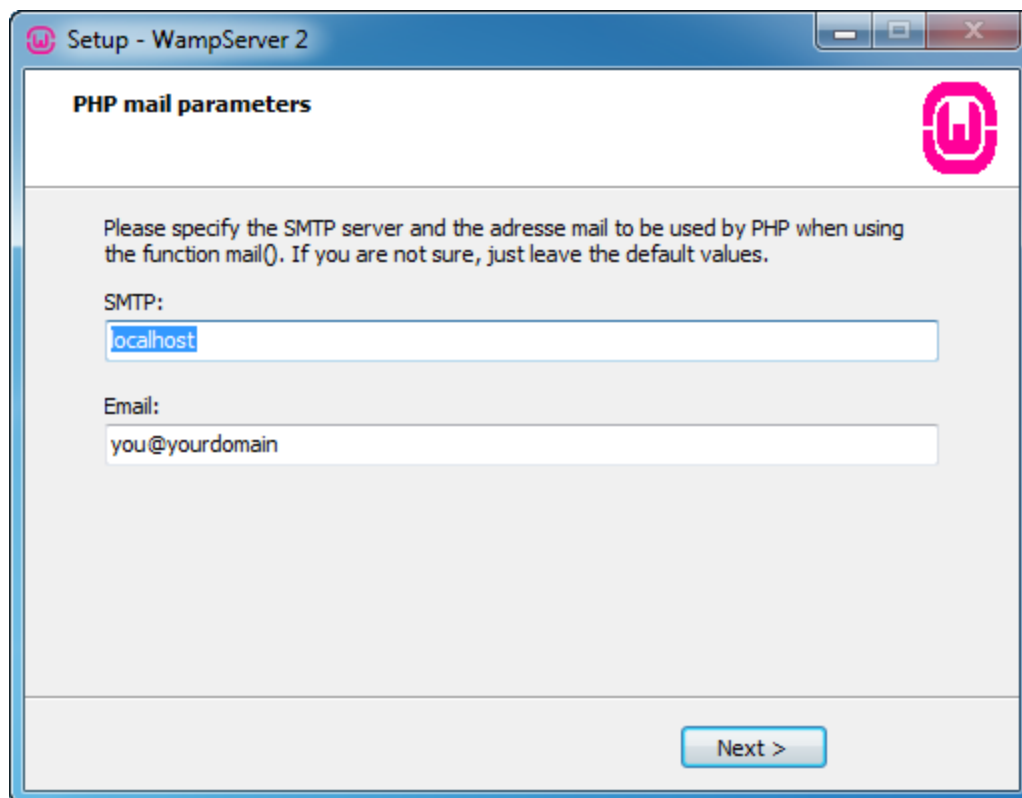 Setup - WampServer 2
PHP mail parameters
Please specify the SMTP server and the adresse mail to be used by PHP when using
the function mail(). If you are not sure, just leave the default values.
SMTP:
localhost
Email:
you@yourdomain
Next >